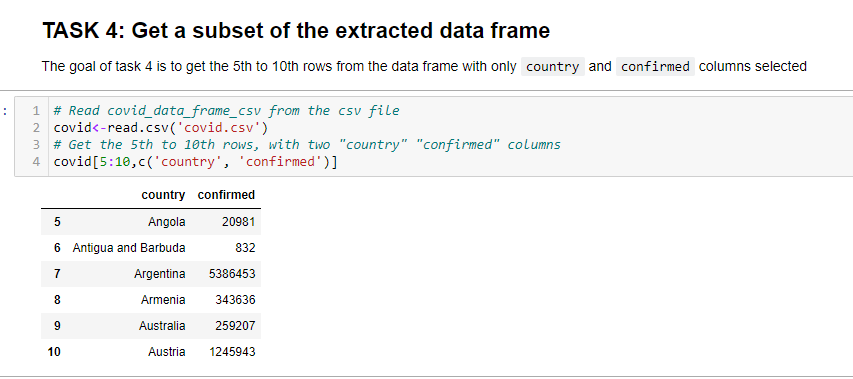 TASK 4: Get a subset of the extracted data frame
The goal of task 4 is to get the 5th to 10th rows from the data frame with only country and confirmed columns selected
:
1 # Read covid_data_frame_csv from the csv file
2 covid<-read.csv('covid.csv')
3 # Get the 5th to 10th rows, with two "country" "confirmed" columns
4 covid[5:10,c('country', 'confirmed')]
country confirmed
5 Angola 20981
6 Antigua and Barbuda 832
7 Argentina 5386453
8 Armenia 343636
9 Australia 259207
10 Austria 1245943